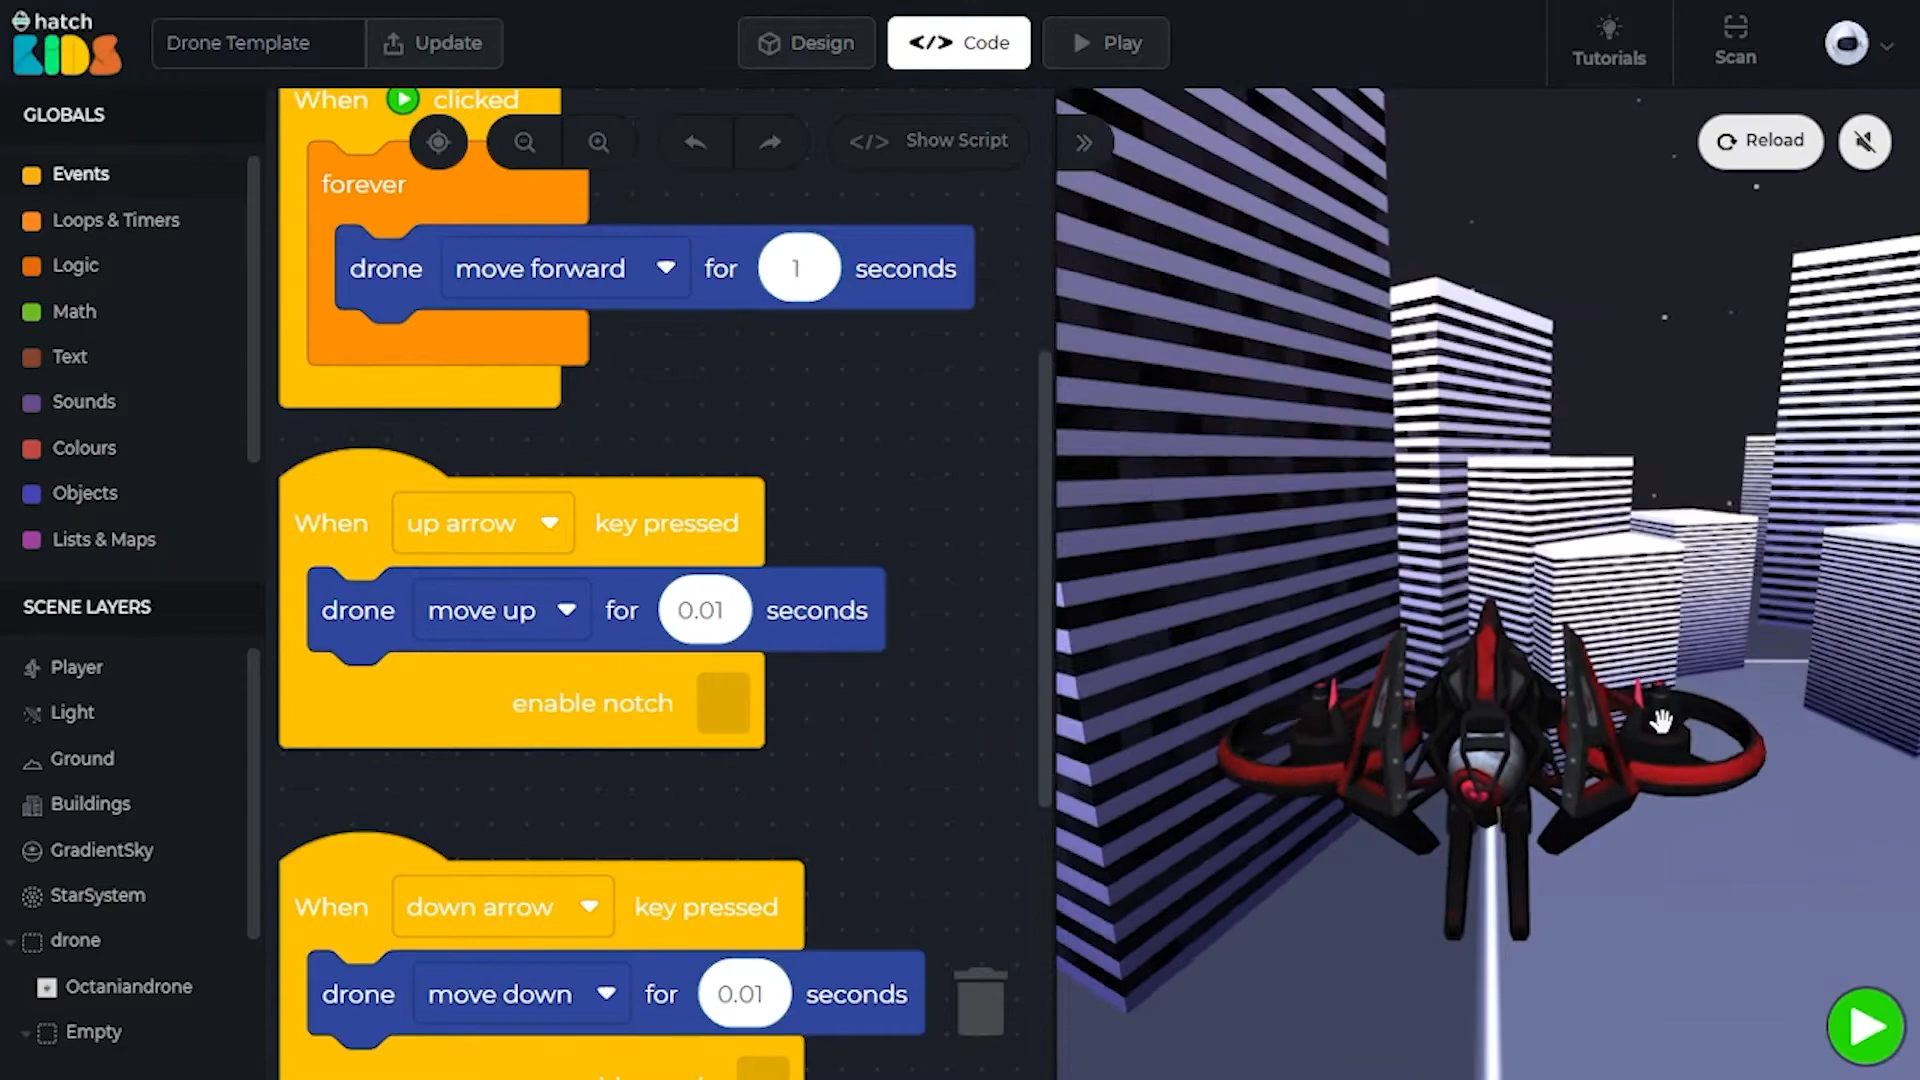 hatch
KIDS
Drone Template
Update
Design
</> Code
Play
Tutorials
Scan
GLOBALS
Events
Loops & Timers
Logic
Math
Text
Sounds
Colours
Objects
Lists & Maps
SCENE LAYERS
Player
Light
Ground
Buildings
GradientSky
StarSystem
drone
Octaniandrone
Empty
When clicked
</> Show Script
forever
drone move forward for 1 seconds
When up arrow key pressed
drone move up for 0.01 seconds
enable notch
When down arrow key pressed
drone move down for 0.01 seconds
Reload